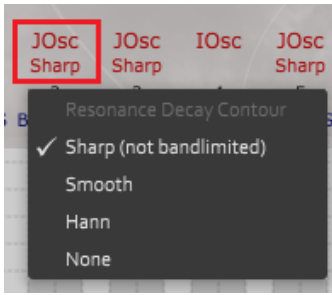 JOsc JOsc IOsc JOsc
Sharp Sharp Sharp
Resonance Decay Contour
✓ Sharp (not bandlimited)
Smooth
Hann
None